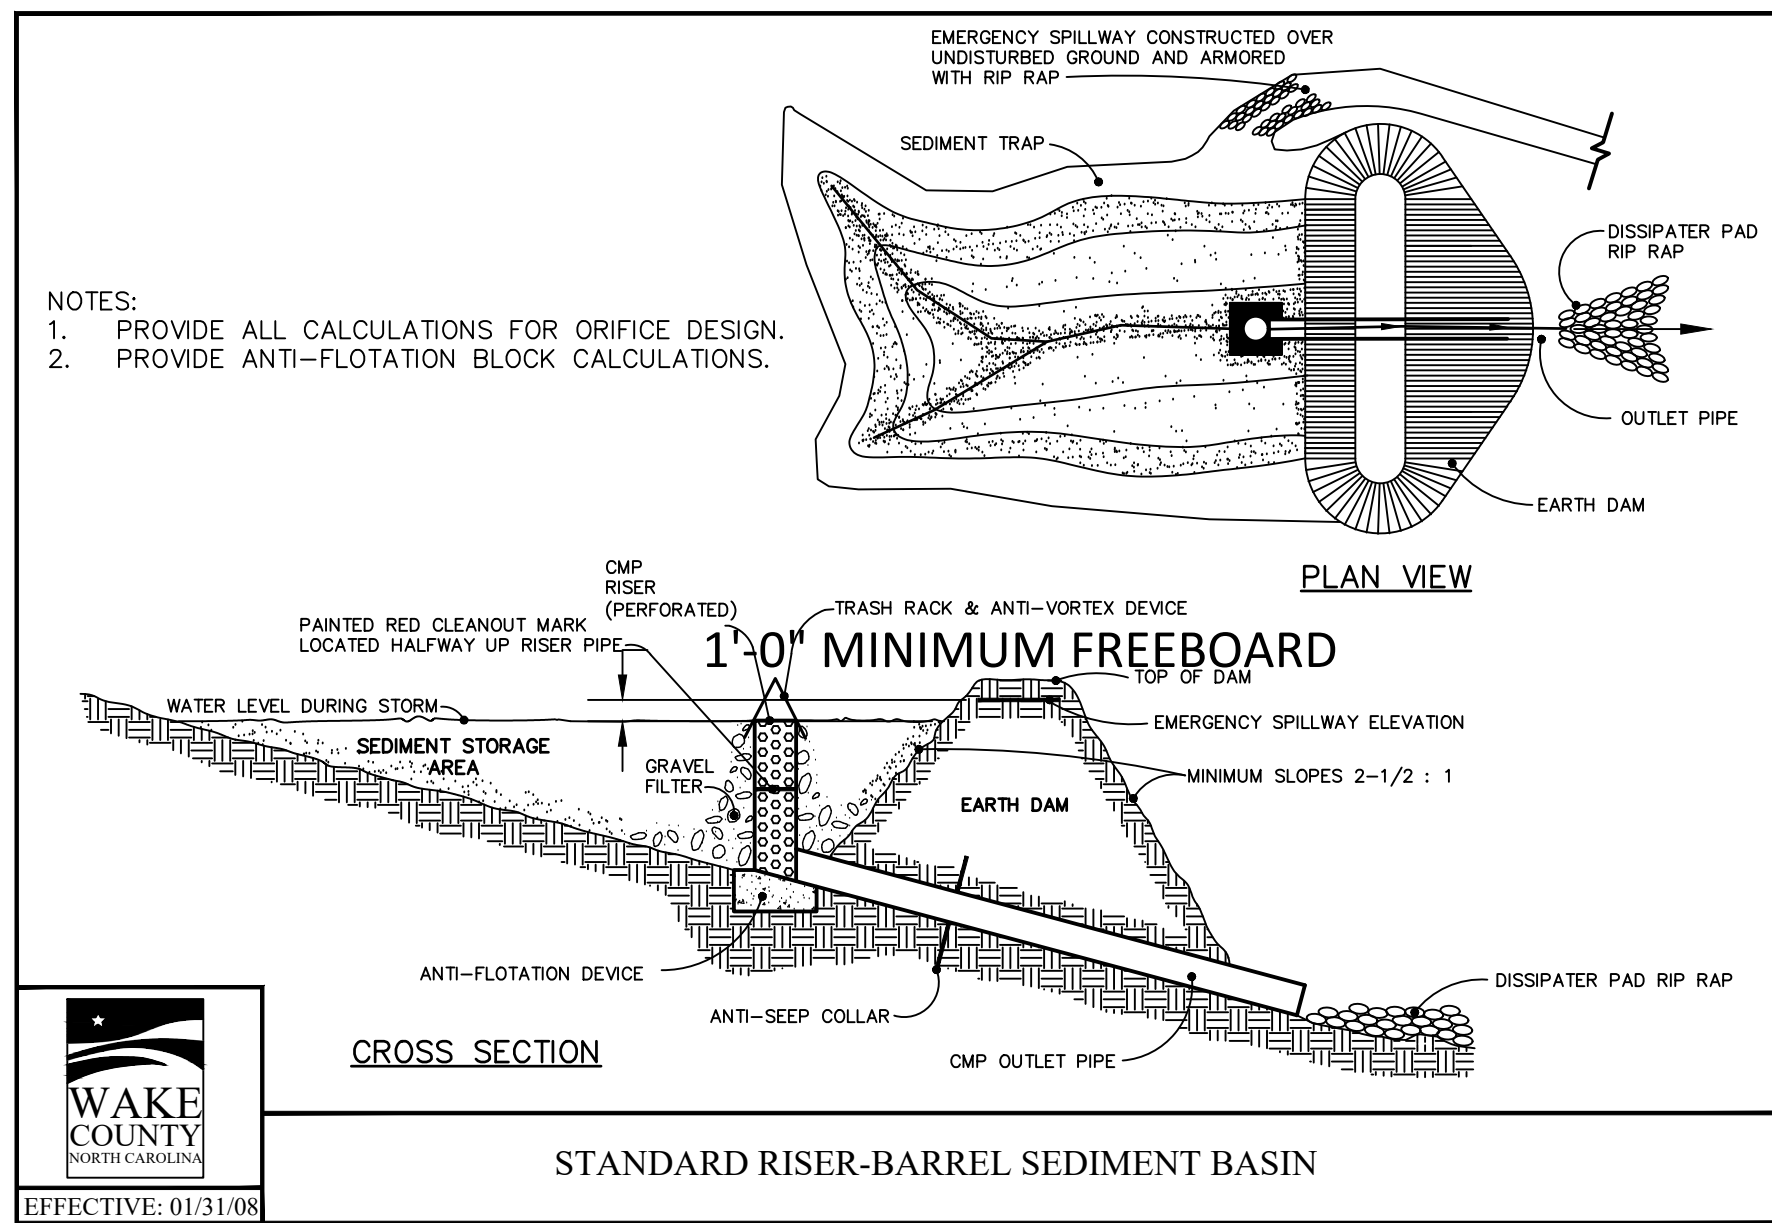 EMERGENCY SPILLWAY CONSTRUCTED OVER
UNDISTURBED GROUND AND ARMORED
WITH RIP RAP
SEDIMENT TRAP
DISSIPATER PAD
RIP RAP
NOTES:
1. PROVIDE ALL CALCULATIONS FOR ORIFICE DESIGN.
2. PROVIDE ANTI-FLOTATION BLOCK CALCULATIONS.
OUTLET PIPE
EARTH DAM
PLAN VIEW
CMP
RISER
(PERFORATED)
TRASH RACK & ANTI-VORTEX DEVICE
PAINTED RED CLEANOUT MARK
LOCATED HALFWAY UP RISER PIPE
1'-0" MINIMUM FREEBOARD
TOP OF DAM
WATER LEVEL DURING STORM
EMERGENCY SPILLWAY ELEVATION
SEDIMENT STORAGE
AREA
GRAVEL
FILTER
MINIMUM SLOPES 2-1/2 : 1
EARTH DAM
ANTI-FLOTATION DEVICE
DISSIPATER PAD RIP RAP
ANTI-SEEP COLLAR
CMP OUTLET PIPE
CROSS SECTION
WAKE
COUNTY
NORTH CAROLINA
STANDARD RISER-BARREL SEDIMENT BASIN
EFFECTIVE: 01/31/08